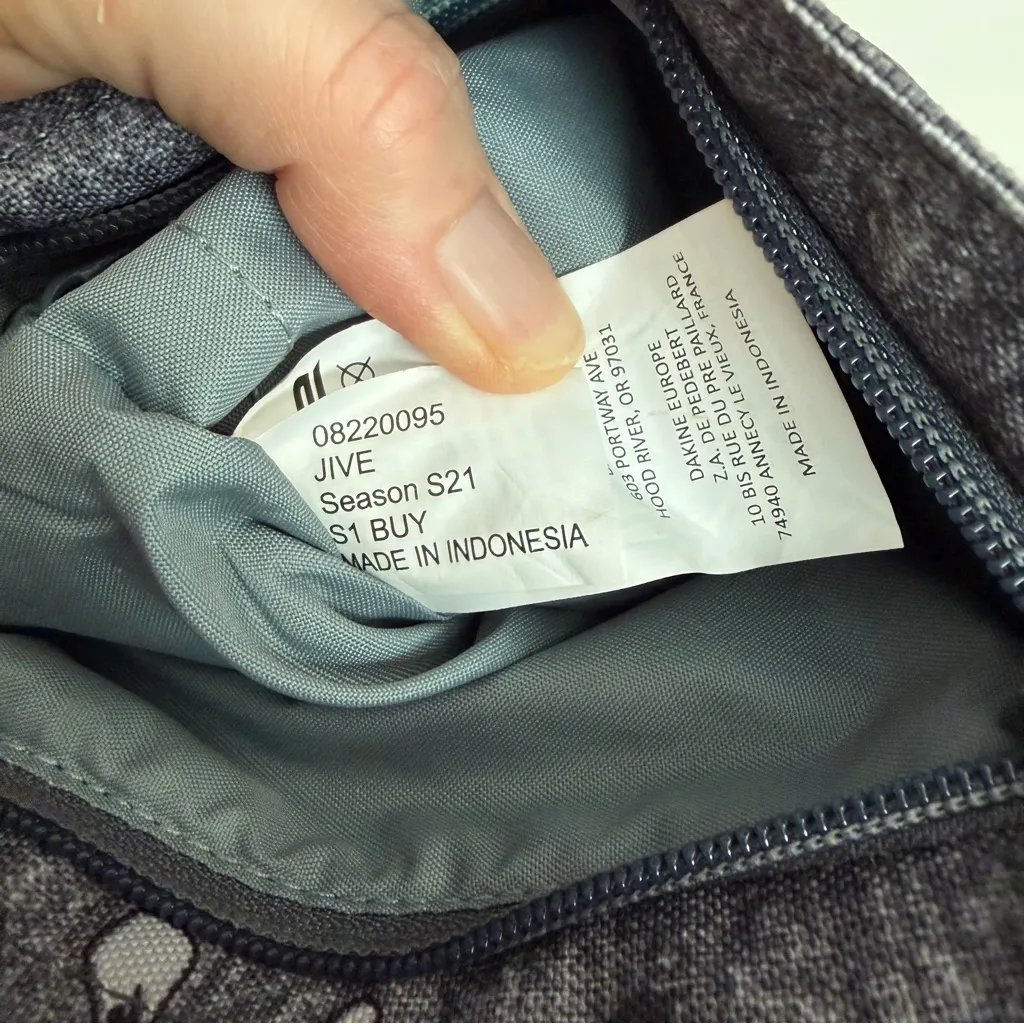 08220095
JIVE
Season S21
S1 BUY
MADE IN INDONESIA
603 PORTWAY AVE
HOOD RIVER, OR 97031
DAKINE EUROPE
Z.A. DE PEDEBERT
10 BIS RUE DU PRE PAILLARD
74940 ANNECY LE VIEUX, FRANCE
MADE IN INDONESIA